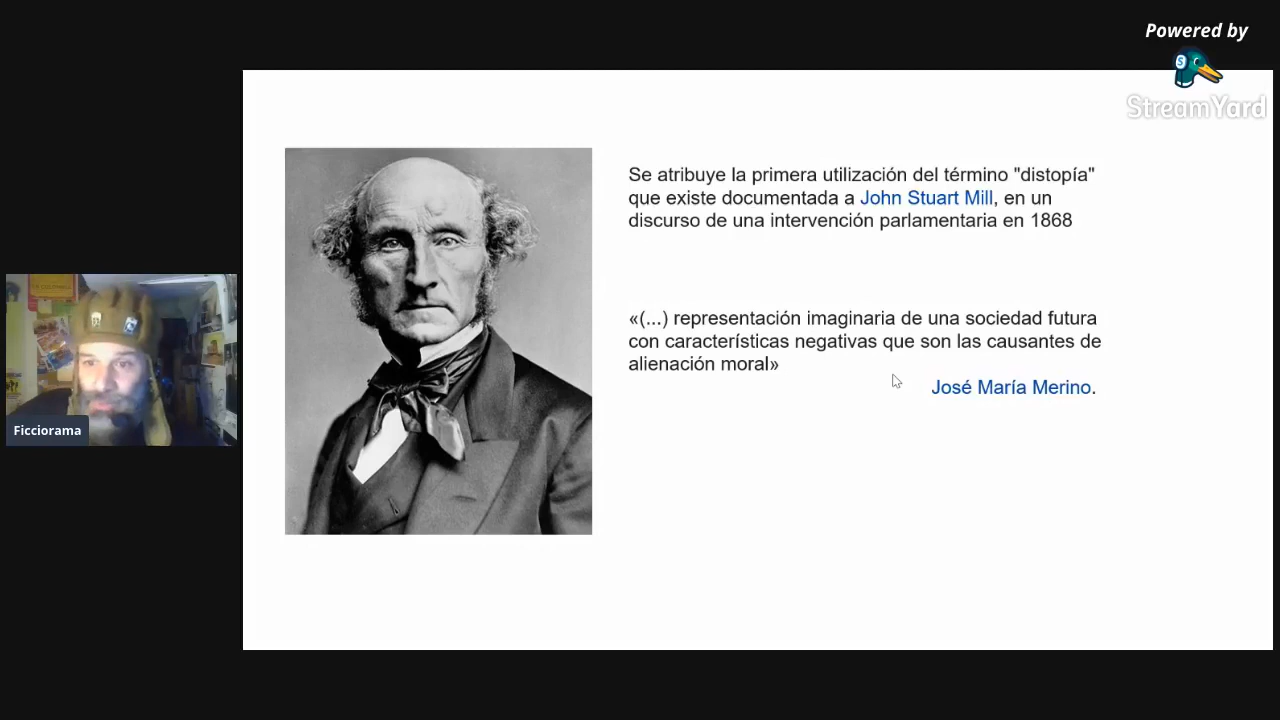 Powered by
StreamYard
Se atribuye la primera utilización del término "distopía"
que existe documentada a John Stuart Mill, en un
discurso de una intervención parlamentaria en 1868
«(...) representación imaginaria de una sociedad futura
con características negativas que son las causantes de
alienación moral»
José María Merino.
Ficciorama